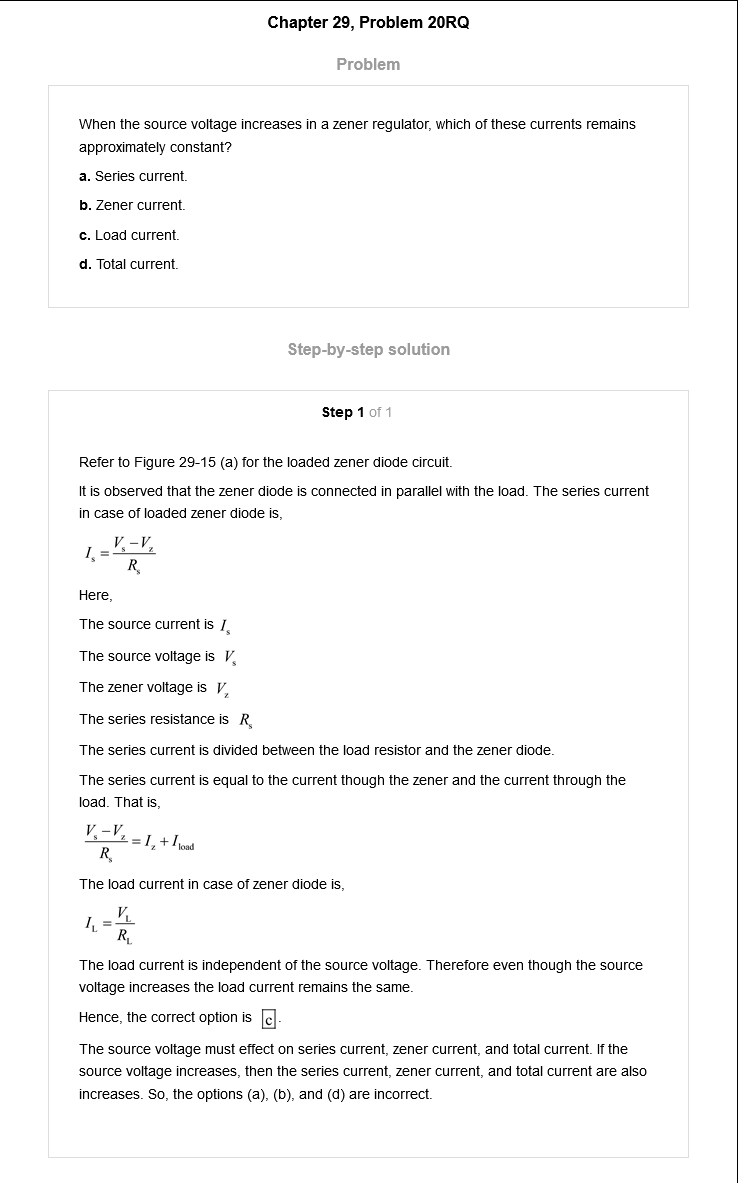 Chapter 29, Problem 20RQ
Problem
When the source voltage increases in a zener regulator, which of these currents remains
approximately constant?
a. Series current.
b. Zener current.
c. Load current.
d. Total current.
Step-by-step solution
Step 1 of 1
Refer to Figure 29-15 (a) for the loaded zener diode circuit.
It is observed that the zener diode is connected in parallel with the load. The series current
in case of loaded zener diode is,
I_s = (V_s − V_z) / R_s
Here,
The source current is I_s
The source voltage is V_s
The zener voltage is V_z
The series resistance is R_s
The series current is divided between the load resistor and the zener diode.
The series current is equal to the current though the zener and the current through the
load. That is,
(V_s − V_z) / R_s = I_z + I_load
The load current in case of zener diode is,
I_L = V_L / R_L
The load current is independent of the source voltage. Therefore even though the source
voltage increases the load current remains the same.
Hence, the correct option is c.
The source voltage must effect on series current, zener current, and total current. If the
source voltage increases, then the series current, zener current, and total current are also
increases. So, the options (a), (b), and (d) are incorrect.